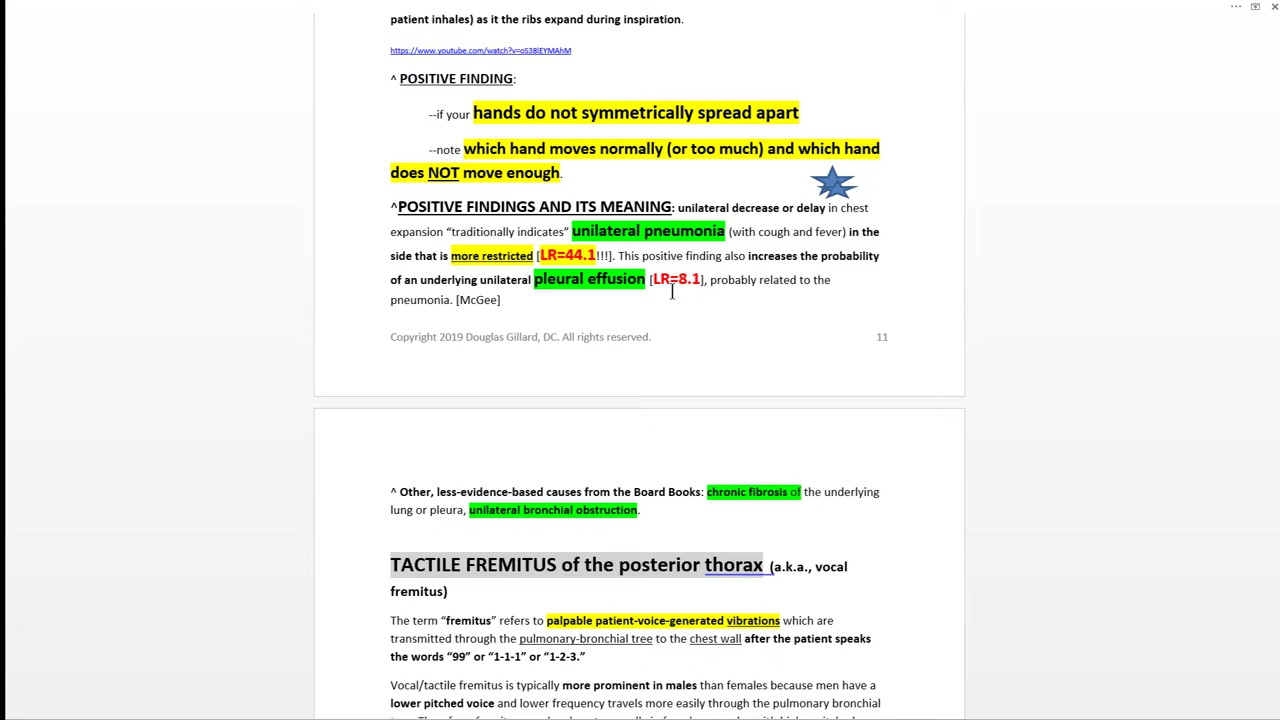 patient inhales) as it the ribs expand during inspiration.
https://www.youtube.com/watch?v=oS38lEYMAhM
^ POSITIVE FINDING:
--if your hands do not symmetrically spread apart
--note which hand moves normally (or too much) and which hand
does NOT move enough.
^POSITIVE FINDINGS AND ITS MEANING: unilateral decrease or delay in chest
expansion “traditionally indicates” unilateral pneumonia (with cough and fever) in the
side that is more restricted [LR=44.1!!!]. This positive finding also increases the probability
of an underlying unilateral pleural effusion [LR=8.1], probably related to the
pneumonia. [McGee]
Copyright 2019 Douglas Gillard, DC. All rights reserved. 11
^ Other, less-evidence-based causes from the Board Books: chronic fibrosis of the underlying
lung or pleura, unilateral bronchial obstruction.
TACTILE FREMITUS of the posterior thorax (a.k.a., vocal
fremitus)
The term “fremitus” refers to palpable patient-voice-generated vibrations which are
transmitted through the pulmonary-bronchial tree to the chest wall after the patient speaks
the words “99” or “1-1-1” or “1-2-3.”
Vocal/tactile fremitus is typically more prominent in males than females because men have a
lower pitched voice and lower frequency travels more easily through the pulmonary bronchial